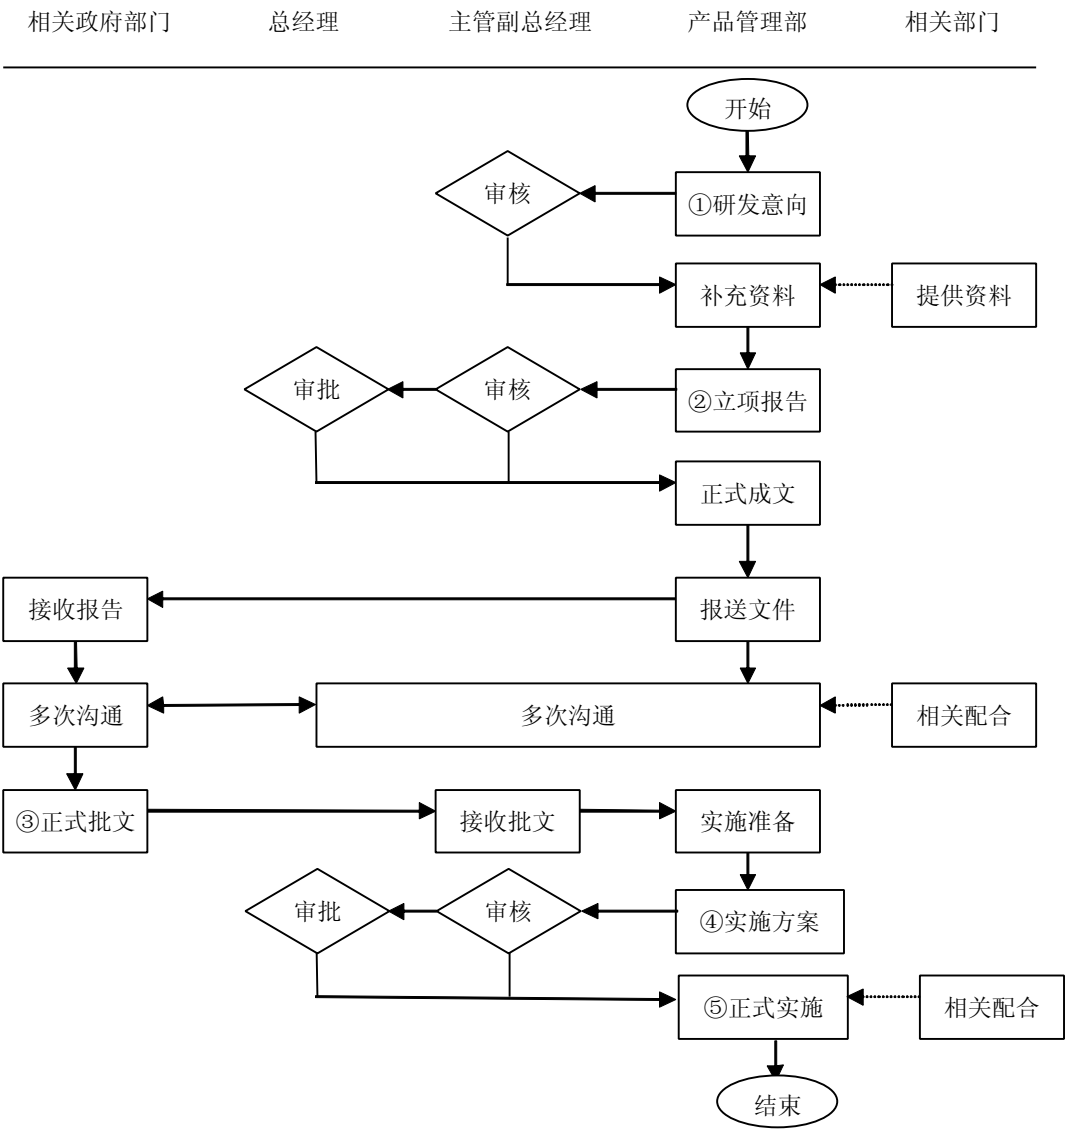 相关政府部门 总经理 主管副总经理 产品管理部 相关部门
开始
审核 ①研发意向
补充资料 提供资料
审批 审核 ②立项报告
正式成文
接收报告 报送文件
多次沟通 多次沟通 相关配合
③正式批文 接收批文 实施准备
审批 审核 ④实施方案
⑤正式实施 相关配合
结束